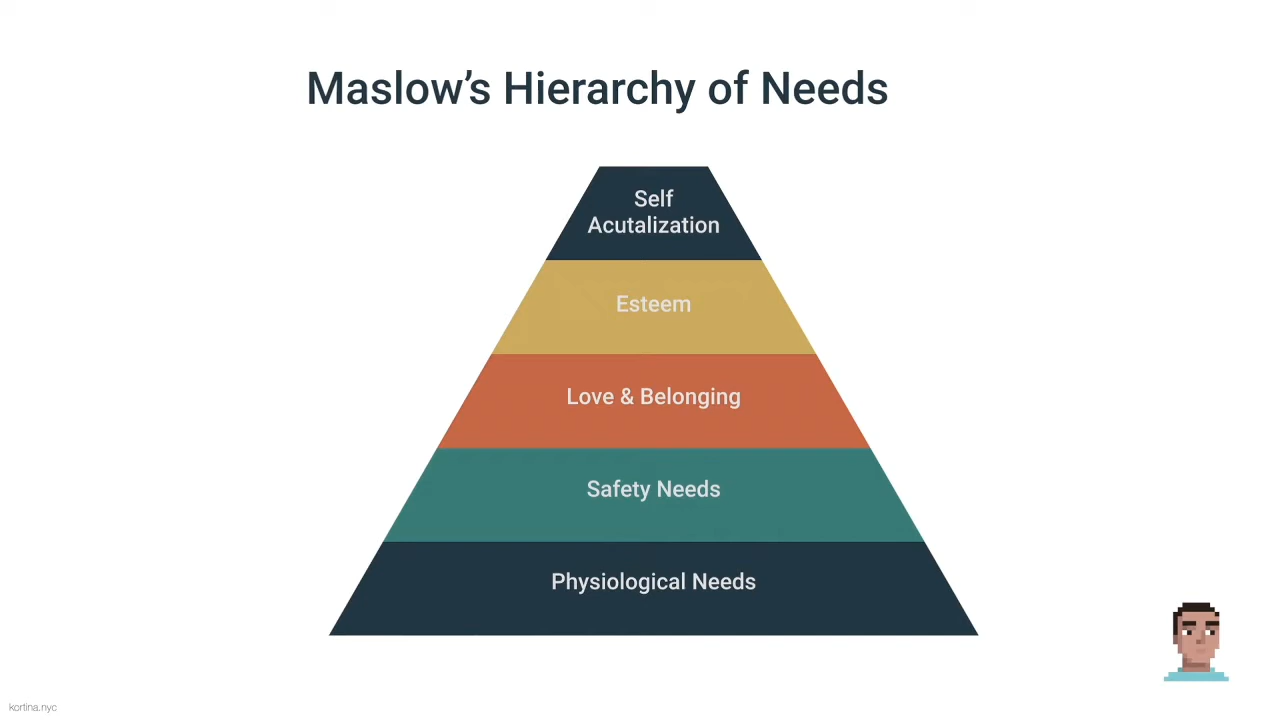 Maslow’s Hierarchy of Needs
Self
Acutalization
Esteem
Love & Belonging
Safety Needs
Physiological Needs
kortina.nyc